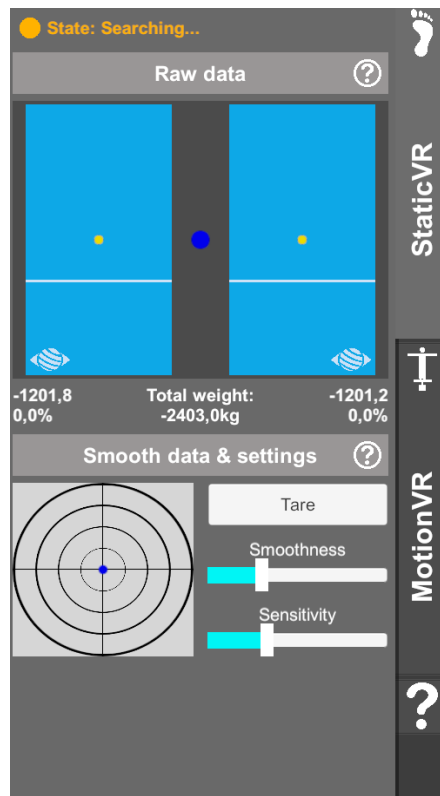 State: Searching...
Raw data ?
-1201,8 Total weight: -1201,2
0,0% -2403,0kg 0,0%
Smooth data & settings ?
Tare
Smoothness
Sensitivity
StaticVR
MotionVR
?